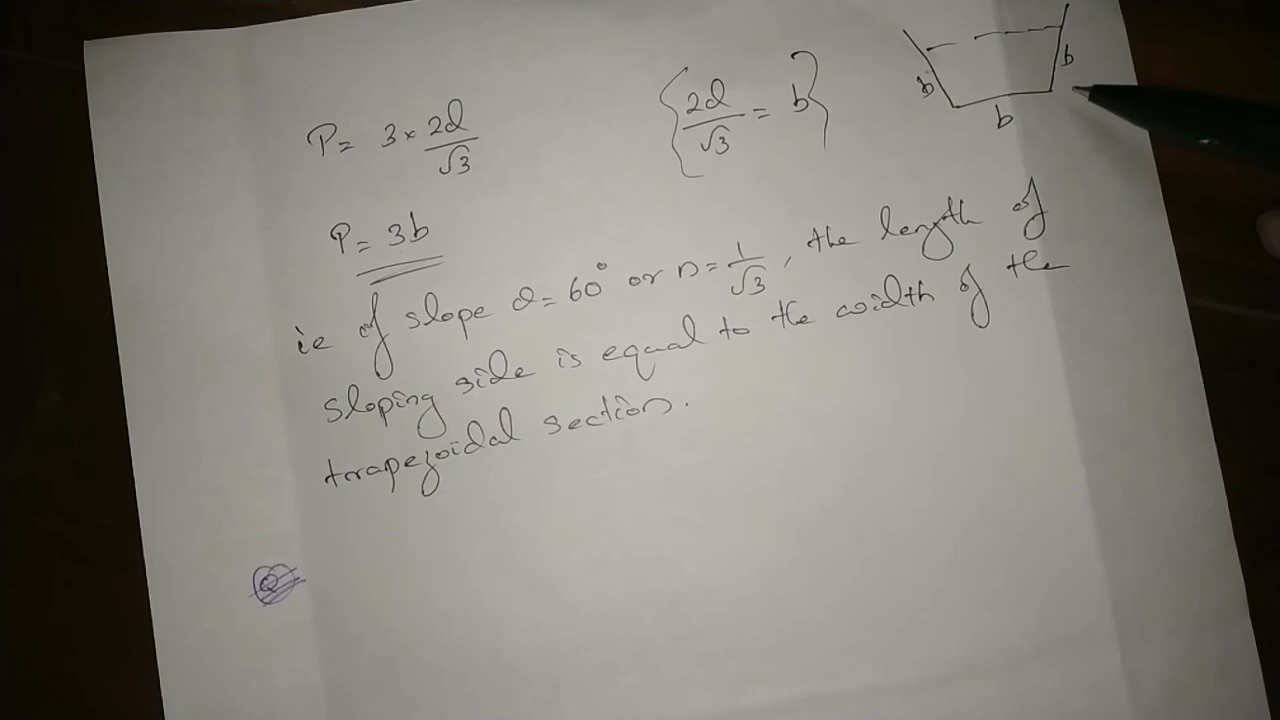 P = 3 × 2d/√3 {2d/√3 = b}
b b b
P = 3b
ie of slope θ = 60° or n = 1/√3, the length of
sloping side is equal to the width of the
trapezoidal section.